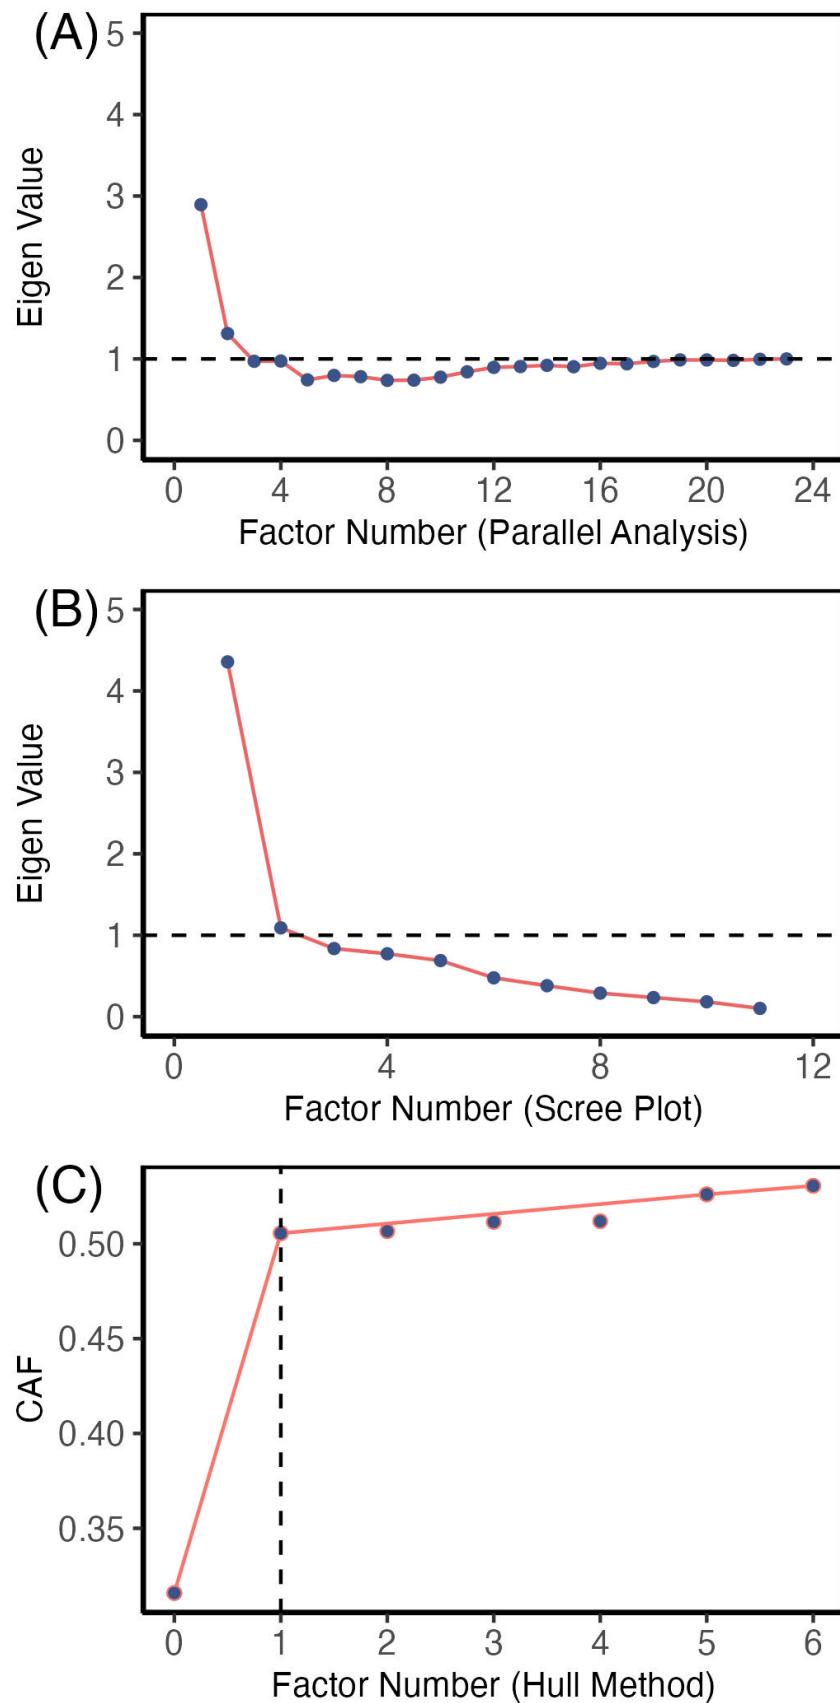 (A)
5
4
3
2
1
0
Eigen Value
0 4 8 12 16 20 24
Factor Number (Parallel Analysis)
(B)
5
4
3
2
1
0
Eigen Value
0 4 8 12
Factor Number (Scree Plot)
(C)
0.50
0.45
0.40
0.35
CAF
0 1 2 3 4 5 6
Factor Number (Hull Method)